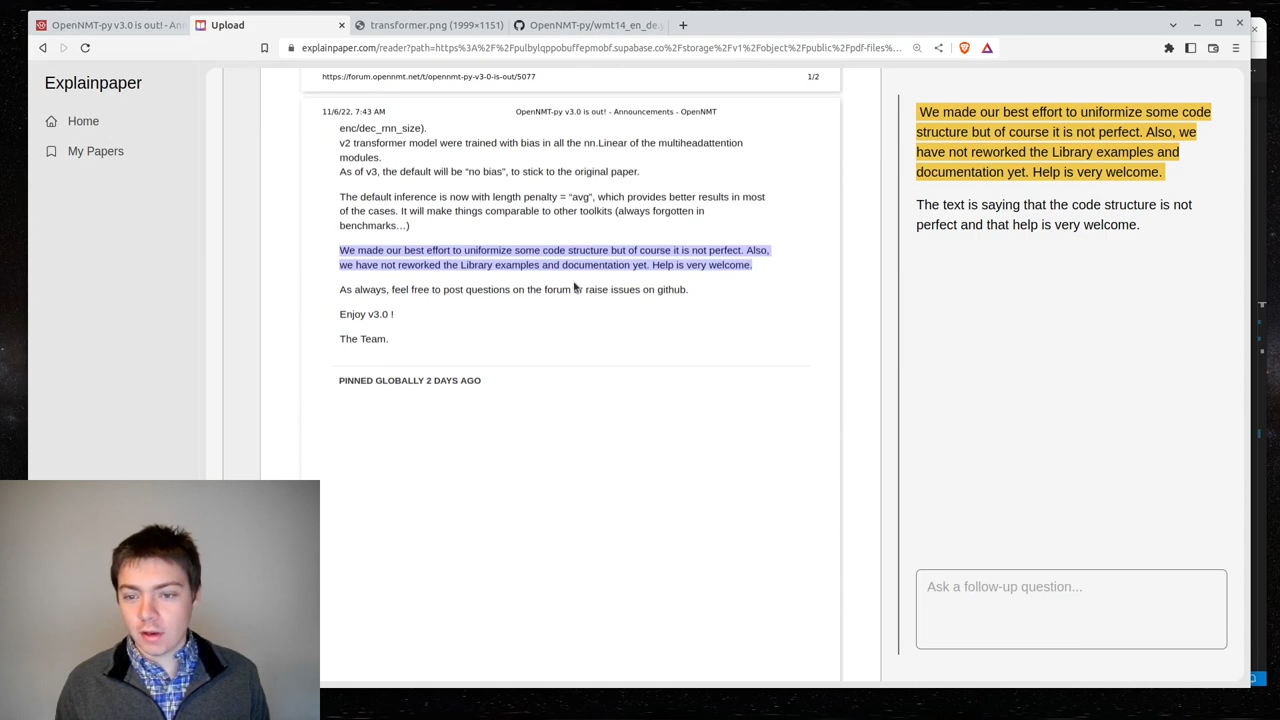 OpenNMT-py v3.0 is out! - An
Upload
transformer.png (1999×1151)
OpenNMT-py/wmt14_en_de.y
explainpaper.com/reader?path=https%3A%2F%2Fpulbylqppobuffepmobf.supabase.co%2Fstorage%2Fv1%2Fobject%2Fpublic%2Fpdf-files%...
Explainpaper
Home
My Papers
https://forum.opennmt.net/t/opennmt-py-v3-0-is-out/5077 1/2
11/6/22, 7:43 AM OpenNMT-py v3.0 is out! - Announcements - OpenNMT
enc/dec_rnn_size).
v2 transformer model were trained with bias in all the nn.Linear of the multiheadattention
modules.
As of v3, the default will be “no bias”, to stick to the original paper.
The default inference is now with length penalty = “avg”, which provides better results in most
of the cases. It will make things comparable to other toolkits (always forgotten in
benchmarks…)
We made our best effort to uniformize some code structure but of course it is not perfect. Also,
we have not reworked the Library examples and documentation yet. Help is very welcome.
As always, feel free to post questions on the forum or raise issues on github.
Enjoy v3.0 !
The Team.
PINNED GLOBALLY 2 DAYS AGO
We made our best effort to uniformize some code
structure but of course it is not perfect. Also, we
have not reworked the Library examples and
documentation yet. Help is very welcome.
The text is saying that the code structure is not
perfect and that help is very welcome.
Ask a follow-up question...